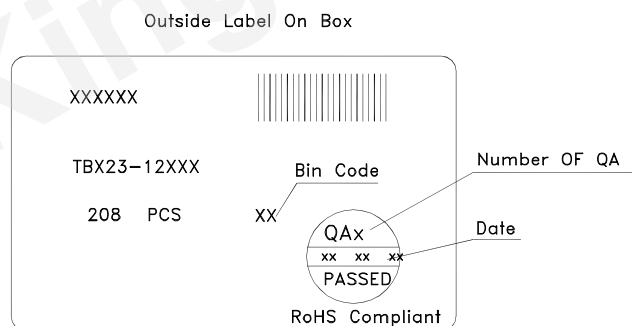 Outside Label On Box
XXXXXX
TBX23-12XXX
Bin Code
Number OF QA
208 PCS
XX
QAx
Date
xx xx xx
PASSED
RoHS Compliant
King